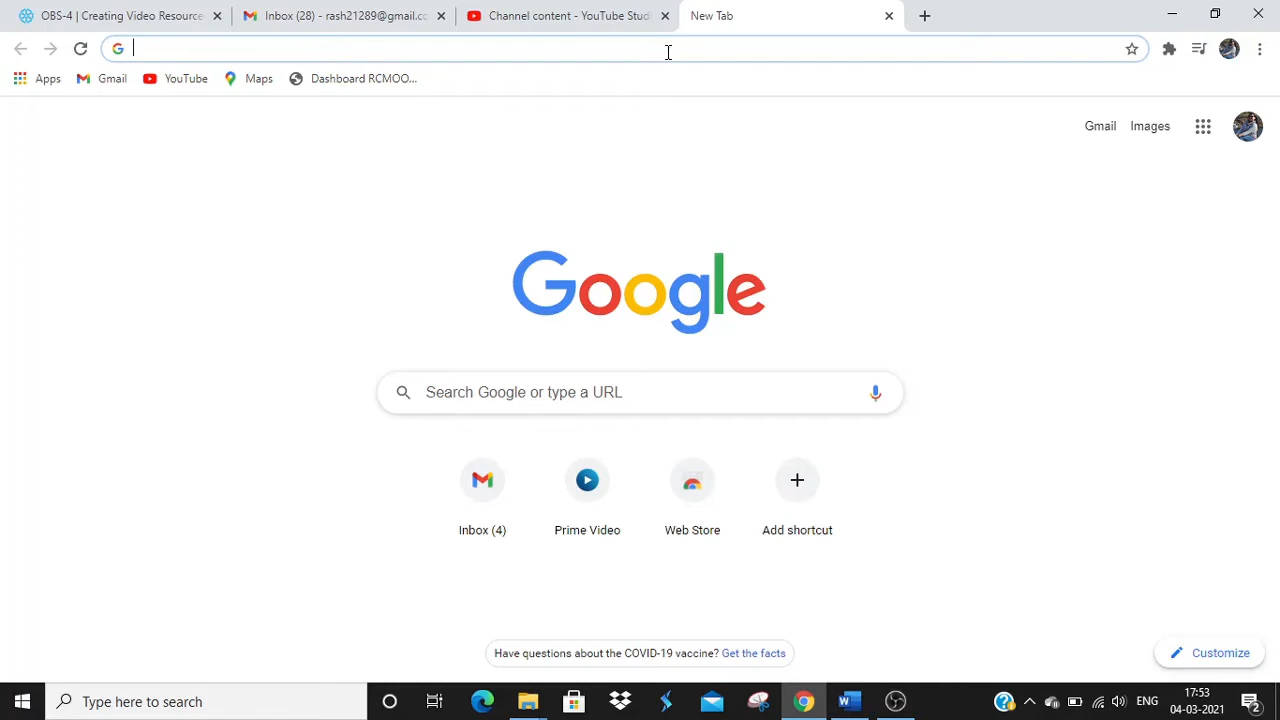 OBS-4 | Creating Video Resource
Inbox (28) - rash21289@gmail.cc
Channel content - YouTube Stud
New Tab
Apps
Gmail
YouTube
Maps
Dashboard RCMOO...
Gmail
Images
Google
Search Google or type a URL
Inbox (4)
Prime Video
Web Store
Add shortcut
Have questions about the COVID-19 vaccine? Get the facts
Customize
Type here to search
ENG
17:53
04-03-2021
2